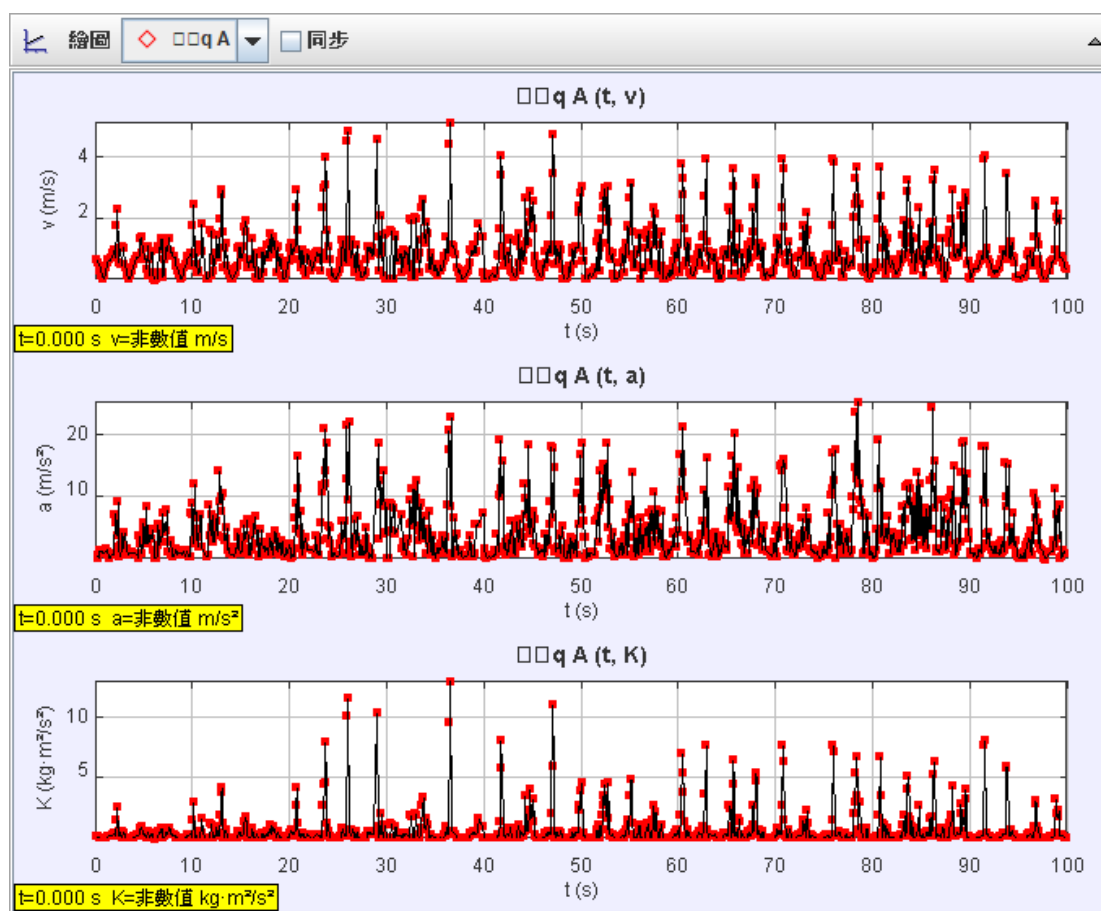 繪圖 □□q A 同步
□□q A (t, v)
v (m/s)
4
2
0 10 20 30 40 50 60 70 80 90 100
t (s)
t=0.000 s v=非數值 m/s
□□q A (t, a)
a (m/s²)
20
10
0 10 20 30 40 50 60 70 80 90 100
t (s)
t=0.000 s a=非數值 m/s²
□□q A (t, K)
K (kg·m²/s²)
10
5
0 10 20 30 40 50 60 70 80 90 100
t (s)
t=0.000 s K=非數值 kg·m²/s²